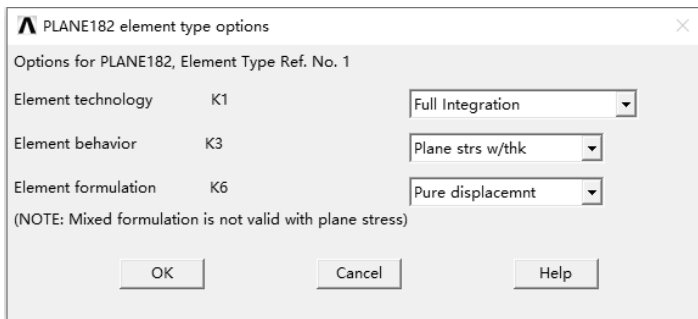 PLANE182 element type options
Options for PLANE182, Element Type Ref. No. 1
Element technology K1 Full Integration
Element behavior K3 Plane strs w/thk
Element formulation K6 Pure displacemnt
(NOTE: Mixed formulation is not valid with plane stress)
OK Cancel Help